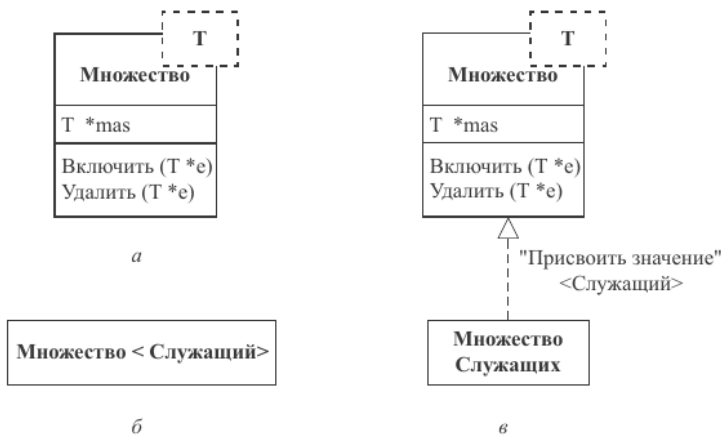 T
Множество
T *mas
Включить (T *e)
Удалить (T *e)
а
Множество < Служащий>
б
T
Множество
T *mas
Включить (T *e)
Удалить (T *e)
"Присвоить значение"
<Служащий>
Множество
Служащих
в